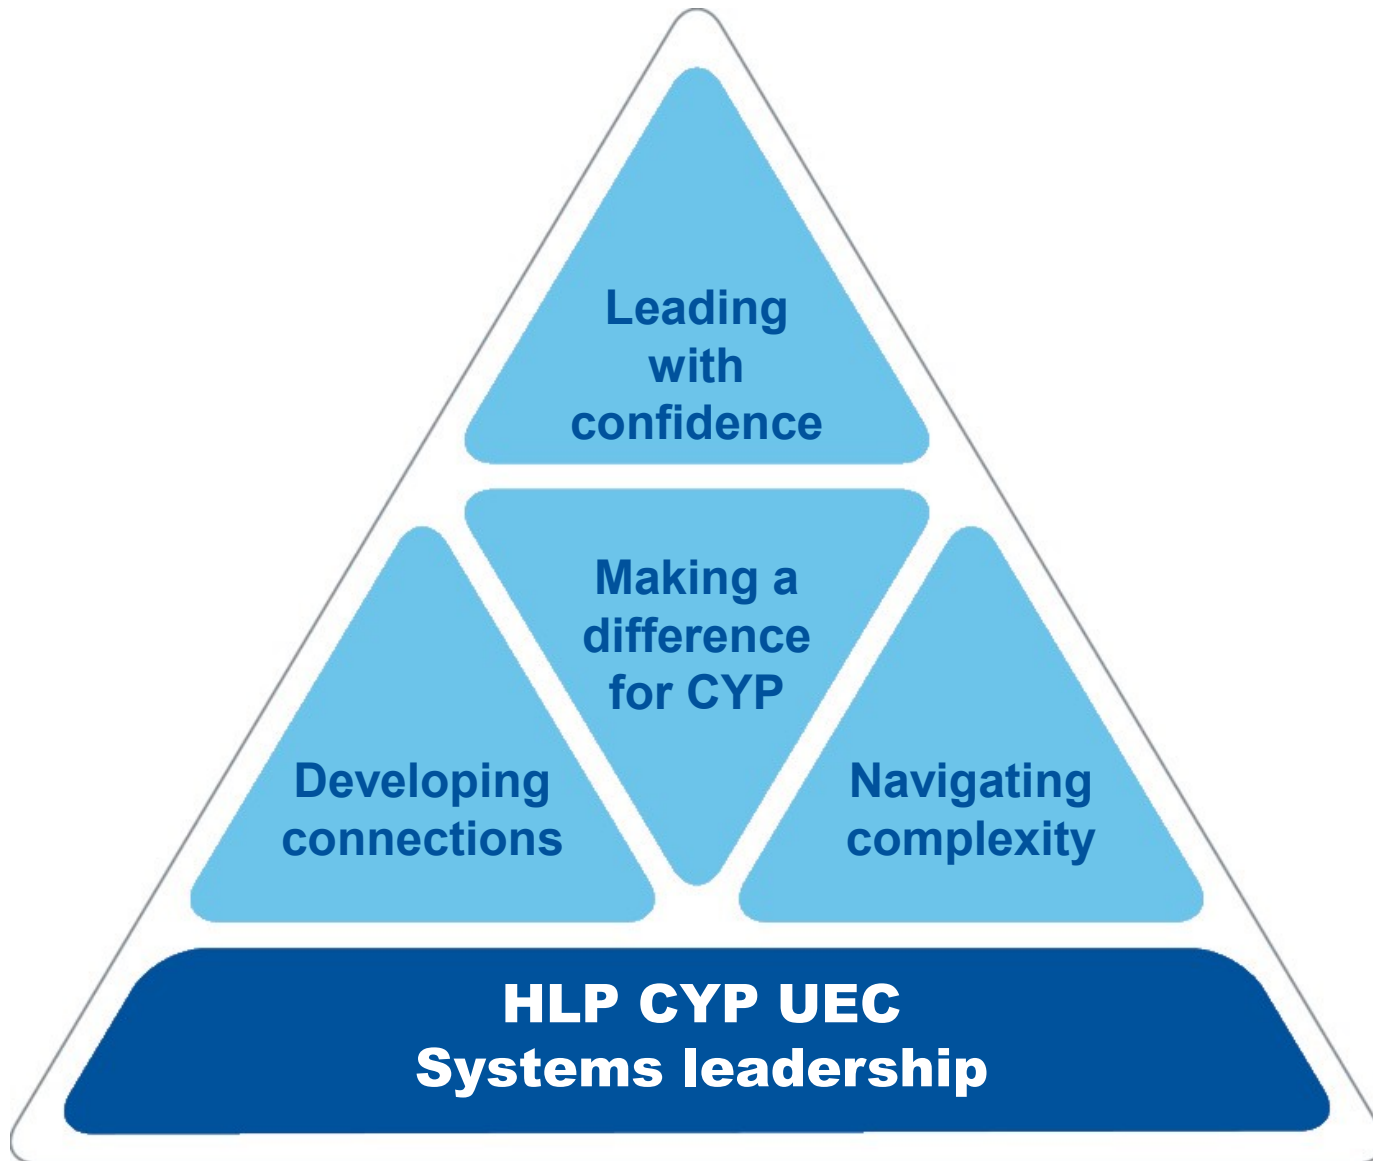 Leading
with
confidence
Making a
difference
for CYP
Developing
connections
Navigating
complexity
HLP CYP UEC
Systems leadership